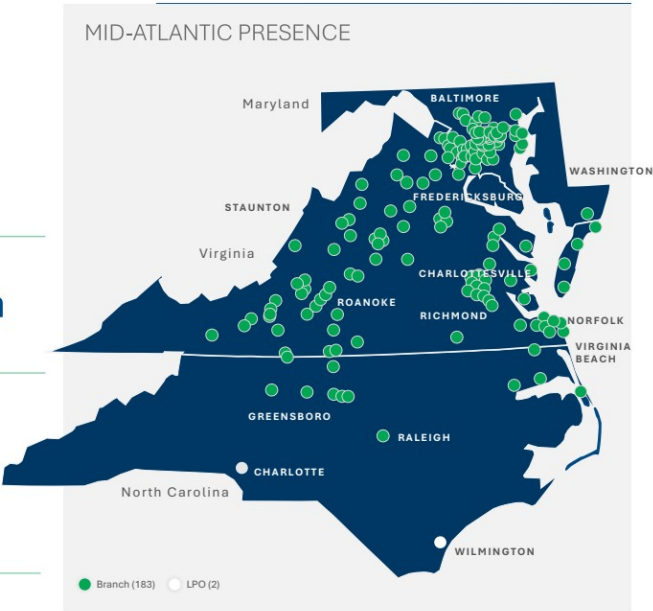 MID-ATLANTIC PRESENCE
Maryland
BALTIMORE
WASHINGTON
FREDERICKSBURG
STAUNTON
Virginia
CHARLOTTESVILLE
ROANOKE
RICHMOND
NORFOLK
VIRGINIA
BEACH
GREENSBORO
RALEIGH
CHARLOTTE
North Carolina
WILMINGTON
Branch (183) LPO (2)